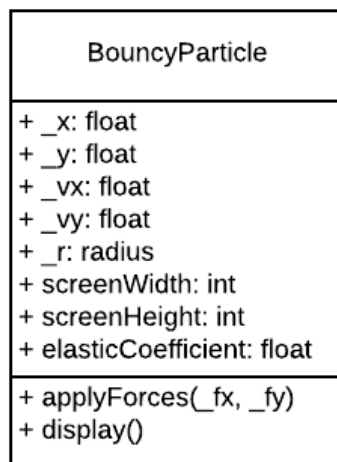 BouncyParticle
+ _x: float
+ _y: float
+ _vx: float
+ _vy: float
+ _r: radius
+ screenWidth: int
+ screenHeight: int
+ elasticCoefficient: float
+ applyForces(_fx, _fy)
+ display()